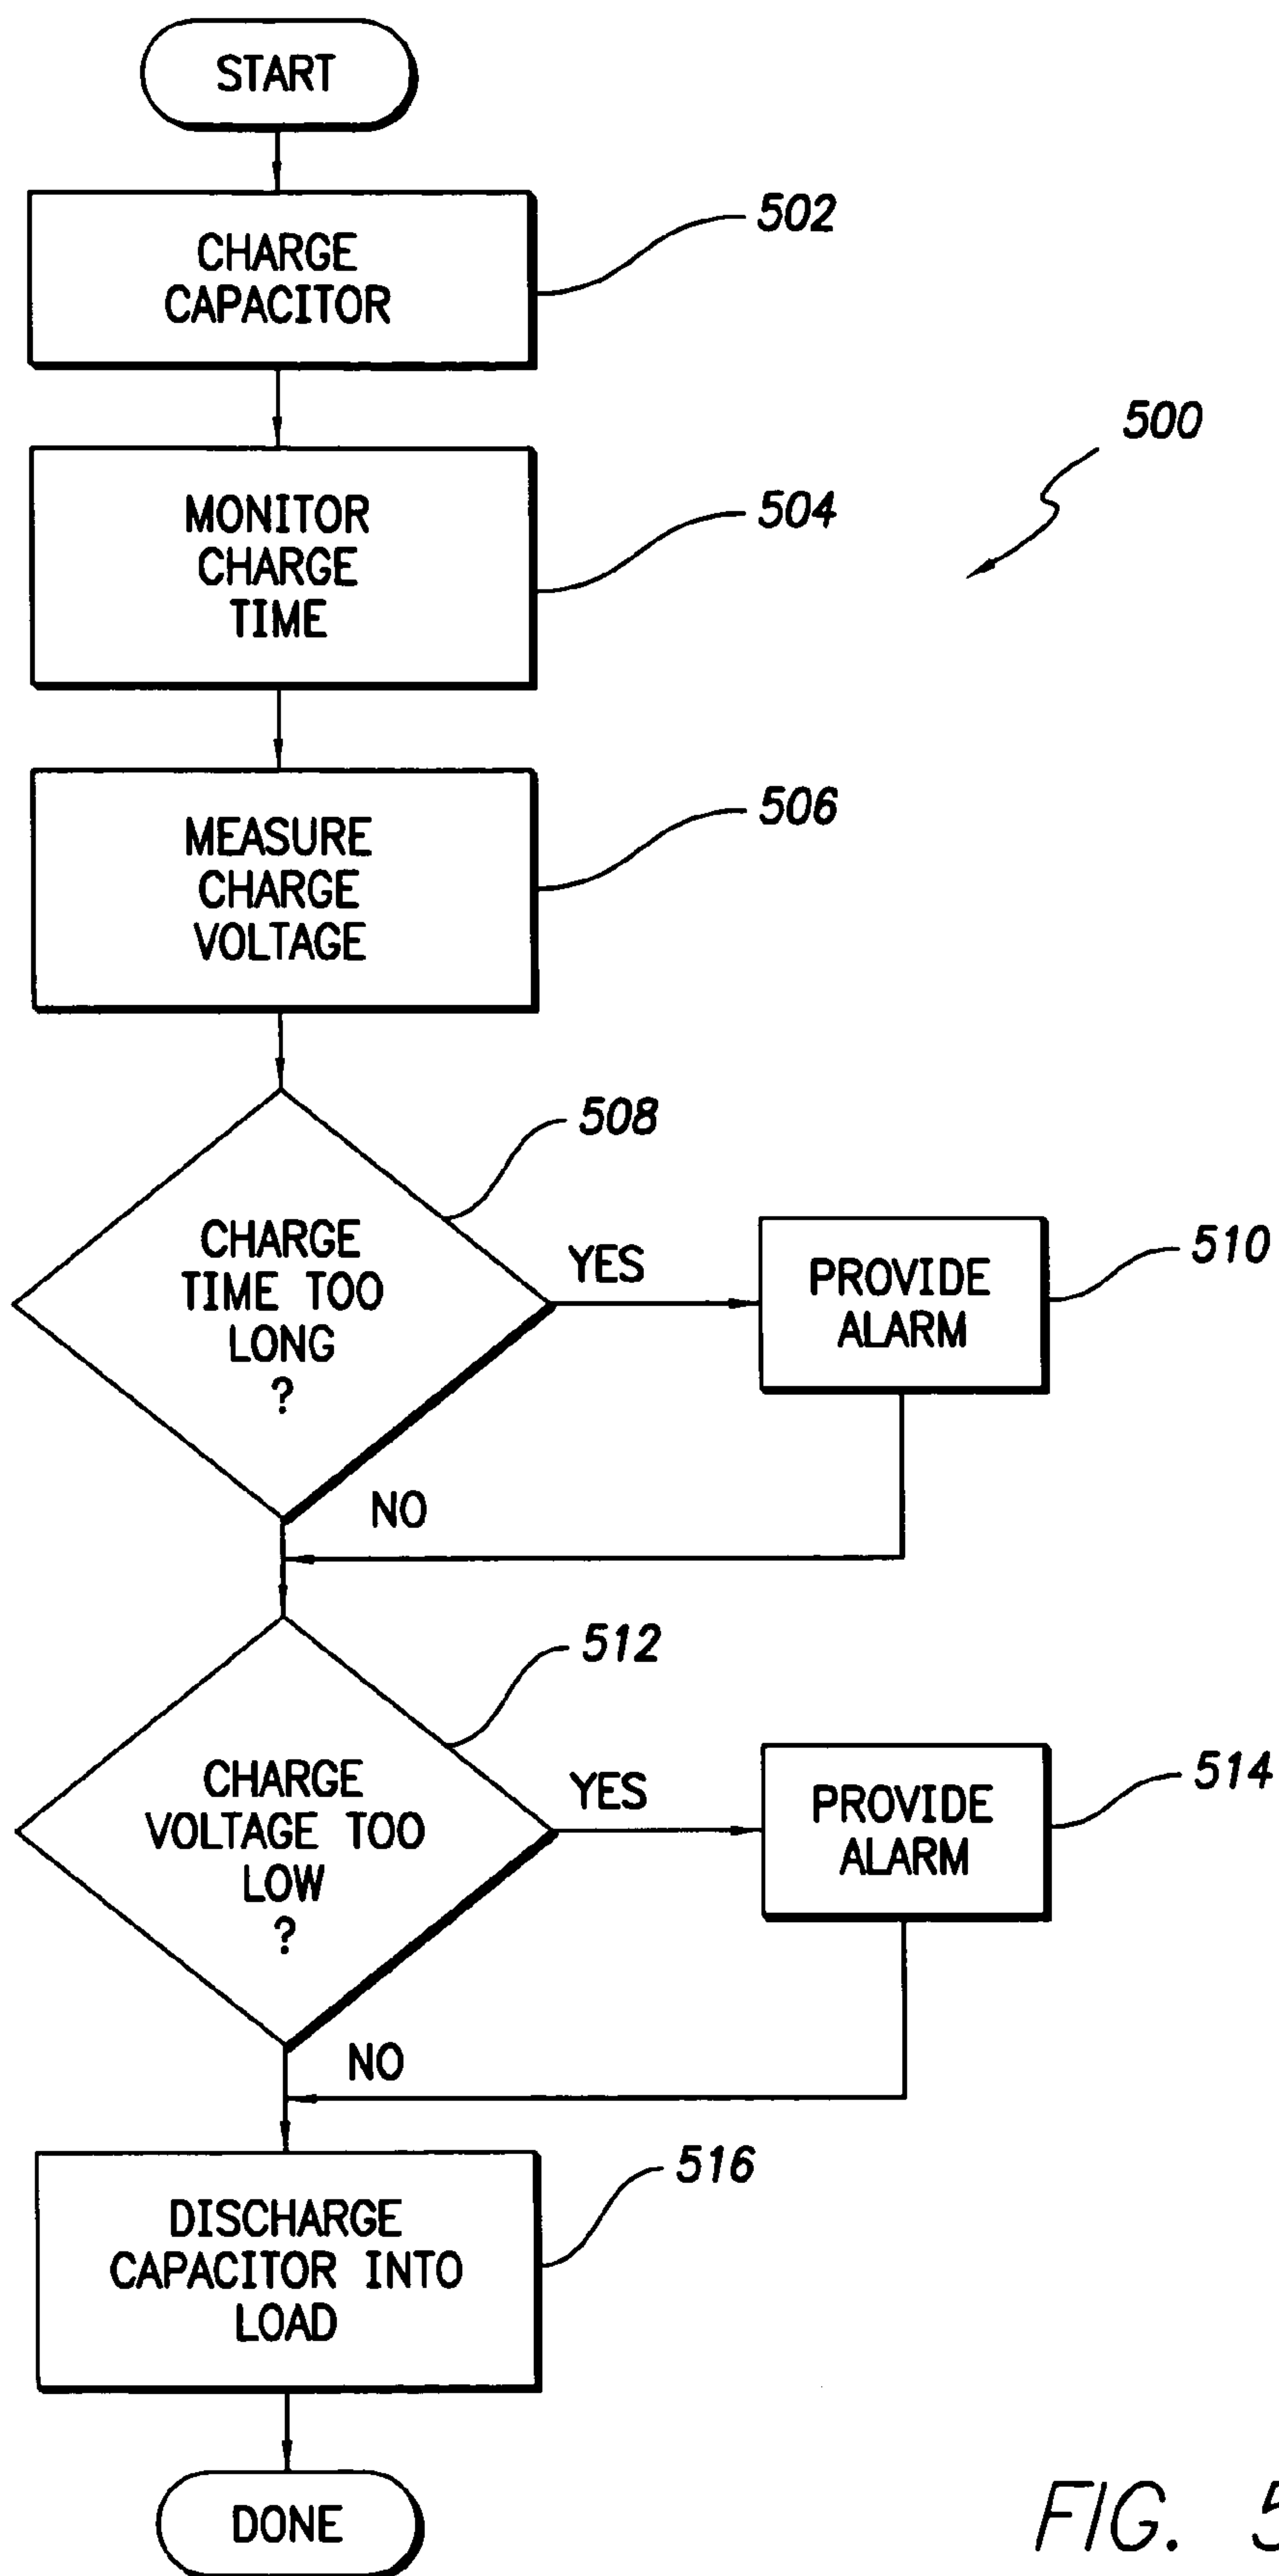 START
502
CHARGE
CAPACITOR
500
504
MONITOR
CHARGE
TIME
506
MEASURE
CHARGE
VOLTAGE
508
CHARGE
TIME TOO
LONG
?
YES
510
PROVIDE
ALARM
NO
512
CHARGE
VOLTAGE TOO
LOW
?
YES
514
PROVIDE
ALARM
NO
516
DISCHARGE
CAPACITOR INTO
LOAD
DONE
FIG. 5